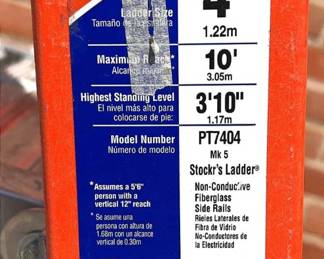 Ladder Size
Tamaño de la escalera
4'
1.22m
Maximum Reach*
Alcance
10'
3.05m
Highest Standing Level
El nivel más alto para
colocarse de pie:
3'10"
1.17m
Model Number
Número de modelo
PT7404
Mk 5
Stockr's Ladder®
*Assumes a 5'6"
person with a
vertical 12" reach
*Se asume una
persona con altura de
1.68m con un alcance
vertical de 0.30m
Non-Conductive
Fiberglass
Side Rails
Rieles Laterales de
Fibra de Vidrio
No-Conductores de
la Electricidad